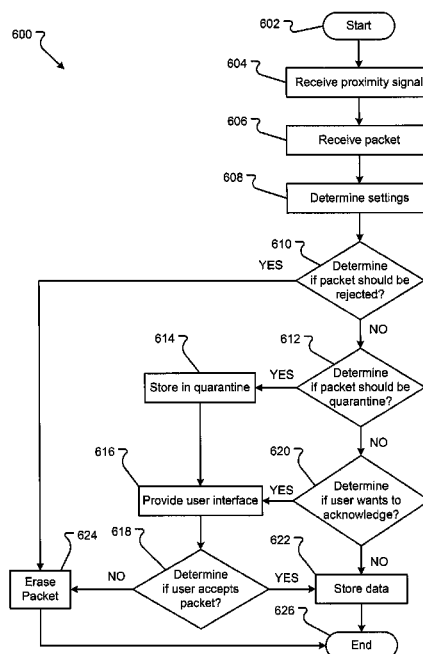 602
Start
600
604
Receive proximity signal
606
Receive packet
608
Determine settings
610
YES
Determine
if packet should be
rejected?
NO
614
612
Store in quarantine
YES
Determine
if packet should be
quarantine?
NO
616
620
Provide user interface
YES
Determine
if user wants to
acknowledge?
618
NO
624
622
Erase
Packet
NO
Determine
if user accepts
packet?
YES
Store data
626
End